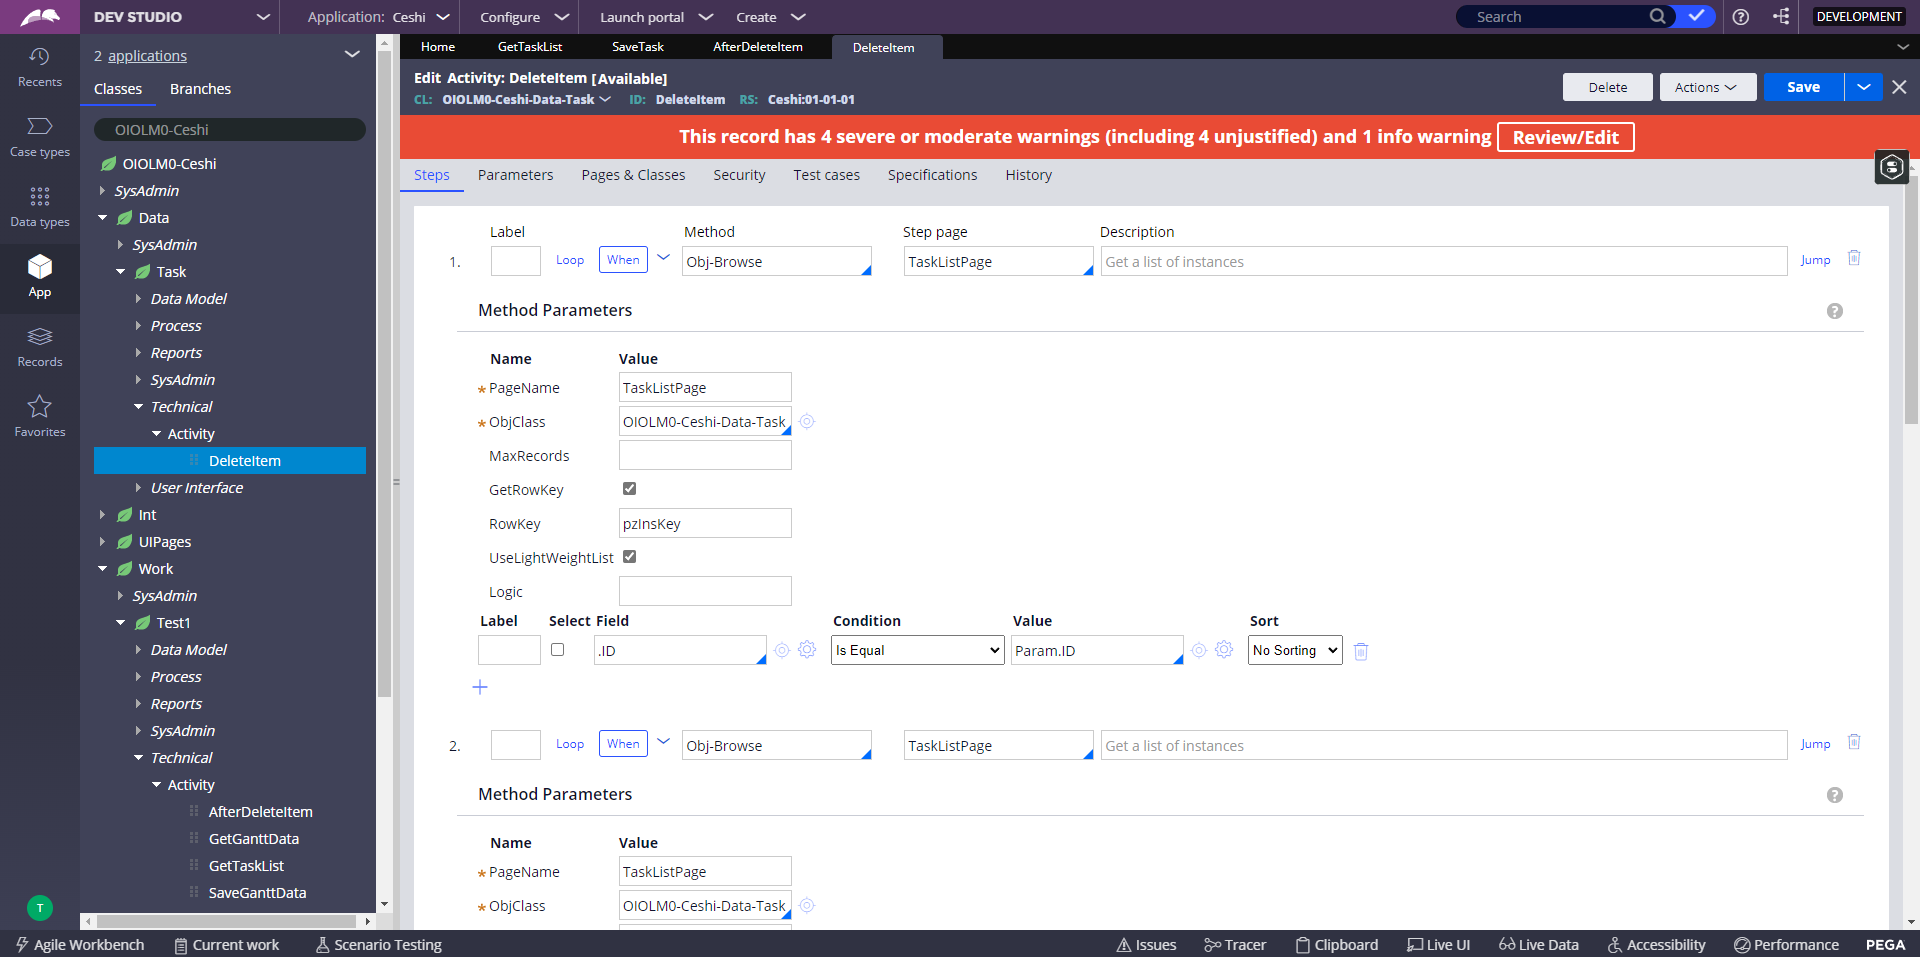 DEV STUDIO
Application: Ceshi
Configure
Launch portal
Create
Search
DEVELOPMENT
Recents
Case types
Data types
App
Records
Favorites
T
2 applications
Classes
Branches
OIOLM0-Ceshi
OIOLM0-Ceshi
SysAdmin
Data
SysAdmin
Task
Data Model
Process
Reports
SysAdmin
Technical
Activity
DeleteItem
User Interface
Int
UIPages
Work
SysAdmin
Test1
Data Model
Process
Reports
SysAdmin
Technical
Activity
AfterDeleteItem
GetGanttData
GetTaskList
SaveGanttData
Home
GetTaskList
SaveTask
AfterDeleteItem
DeleteItem
Edit Activity: DeleteItem [Available]
CL: OIOLM0-Ceshi-Data-Task ID: DeleteItem RS: Ceshi:01-01-01
Delete
Actions
Save
This record has 4 severe or moderate warnings (including 4 unjustified) and 1 info warning Review/Edit
Steps
Parameters
Pages & Classes
Security
Test cases
Specifications
History
Label Method Step page Description
1. Loop When Obj-Browse TaskListPage Get a list of instances Jump
Method Parameters ?
Name Value
* PageName TaskListPage
* ObjClass OIOLM0-Ceshi-Data-Task
MaxRecords
GetRowKey
RowKey pzInsKey
UseLightWeightList
Logic
Label Select Field Condition Value Sort
.ID Is Equal Param.ID No Sorting
2. Loop When Obj-Browse TaskListPage Get a list of instances Jump
Method Parameters ?
Name Value
* PageName TaskListPage
* ObjClass OIOLM0-Ceshi-Data-Task
Agile Workbench
Current work
Scenario Testing
Issues
Tracer
Clipboard
Live UI
Live Data
Accessibility
Performance
PEGA